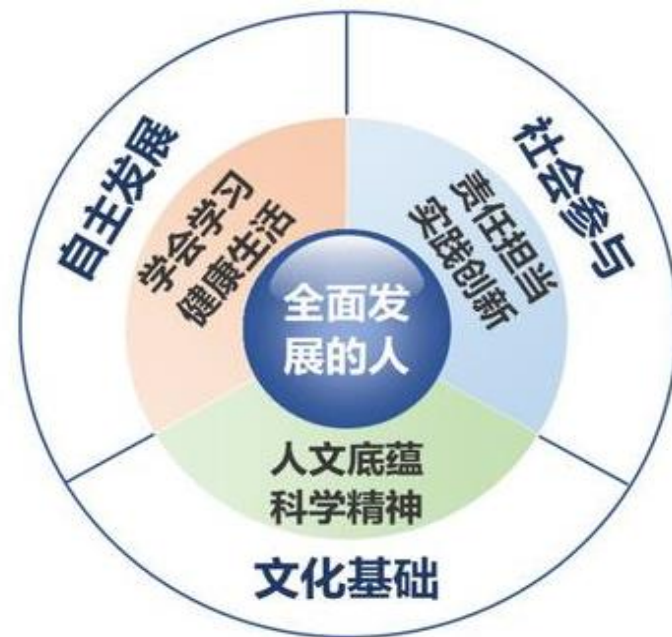 自主发展
社会参与
学会学习
健康生活
责任担当
实践创新
全面发
展的人
人文底蕴
科学精神
文化基础